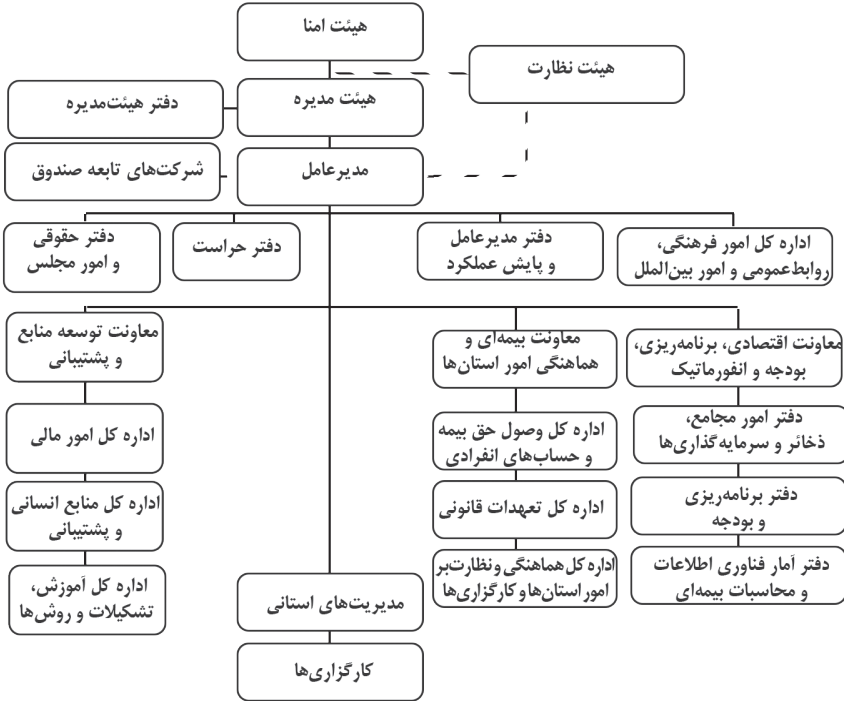 هیئت امنا
هیئت نظارت
هیئت مدیره
دفتر هیئت‌مدیره
مدیرعامل
شرکت‌های تابعه صندوق
اداره کل امور فرهنگی،
روابط‌عمومی و امور بین‌الملل
دفتر مدیرعامل
و پایش عملکرد
دفتر حراست
دفتر حقوقی
و امور مجلس
معاونت اقتصادی، برنامه‌ریزی،
بودجه و انفورماتیک
معاونت بیمه‌ای و
هماهنگی امور استان‌ها
معاونت توسعه منابع
و پشتیبانی
دفتر امور مجامع،
ذخائر و سرمایه‌گذاری‌ها
اداره کل وصول حق بیمه
و حساب‌های انفرادی
اداره کل امور مالی
دفتر برنامه‌ریزی
و بودجه
اداره کل تعهدات قانونی
اداره کل منابع انسانی
و پشتیبانی
دفتر آمار فناوری اطلاعات
و محاسبات بیمه‌ای
اداره کل هماهنگی و نظارت‌بر
امور استان‌ها و کارگزاری‌ها
اداره کل آموزش،
تشکیلات و روش‌ها
مدیریت‌های استانی
کارگزاری‌ها